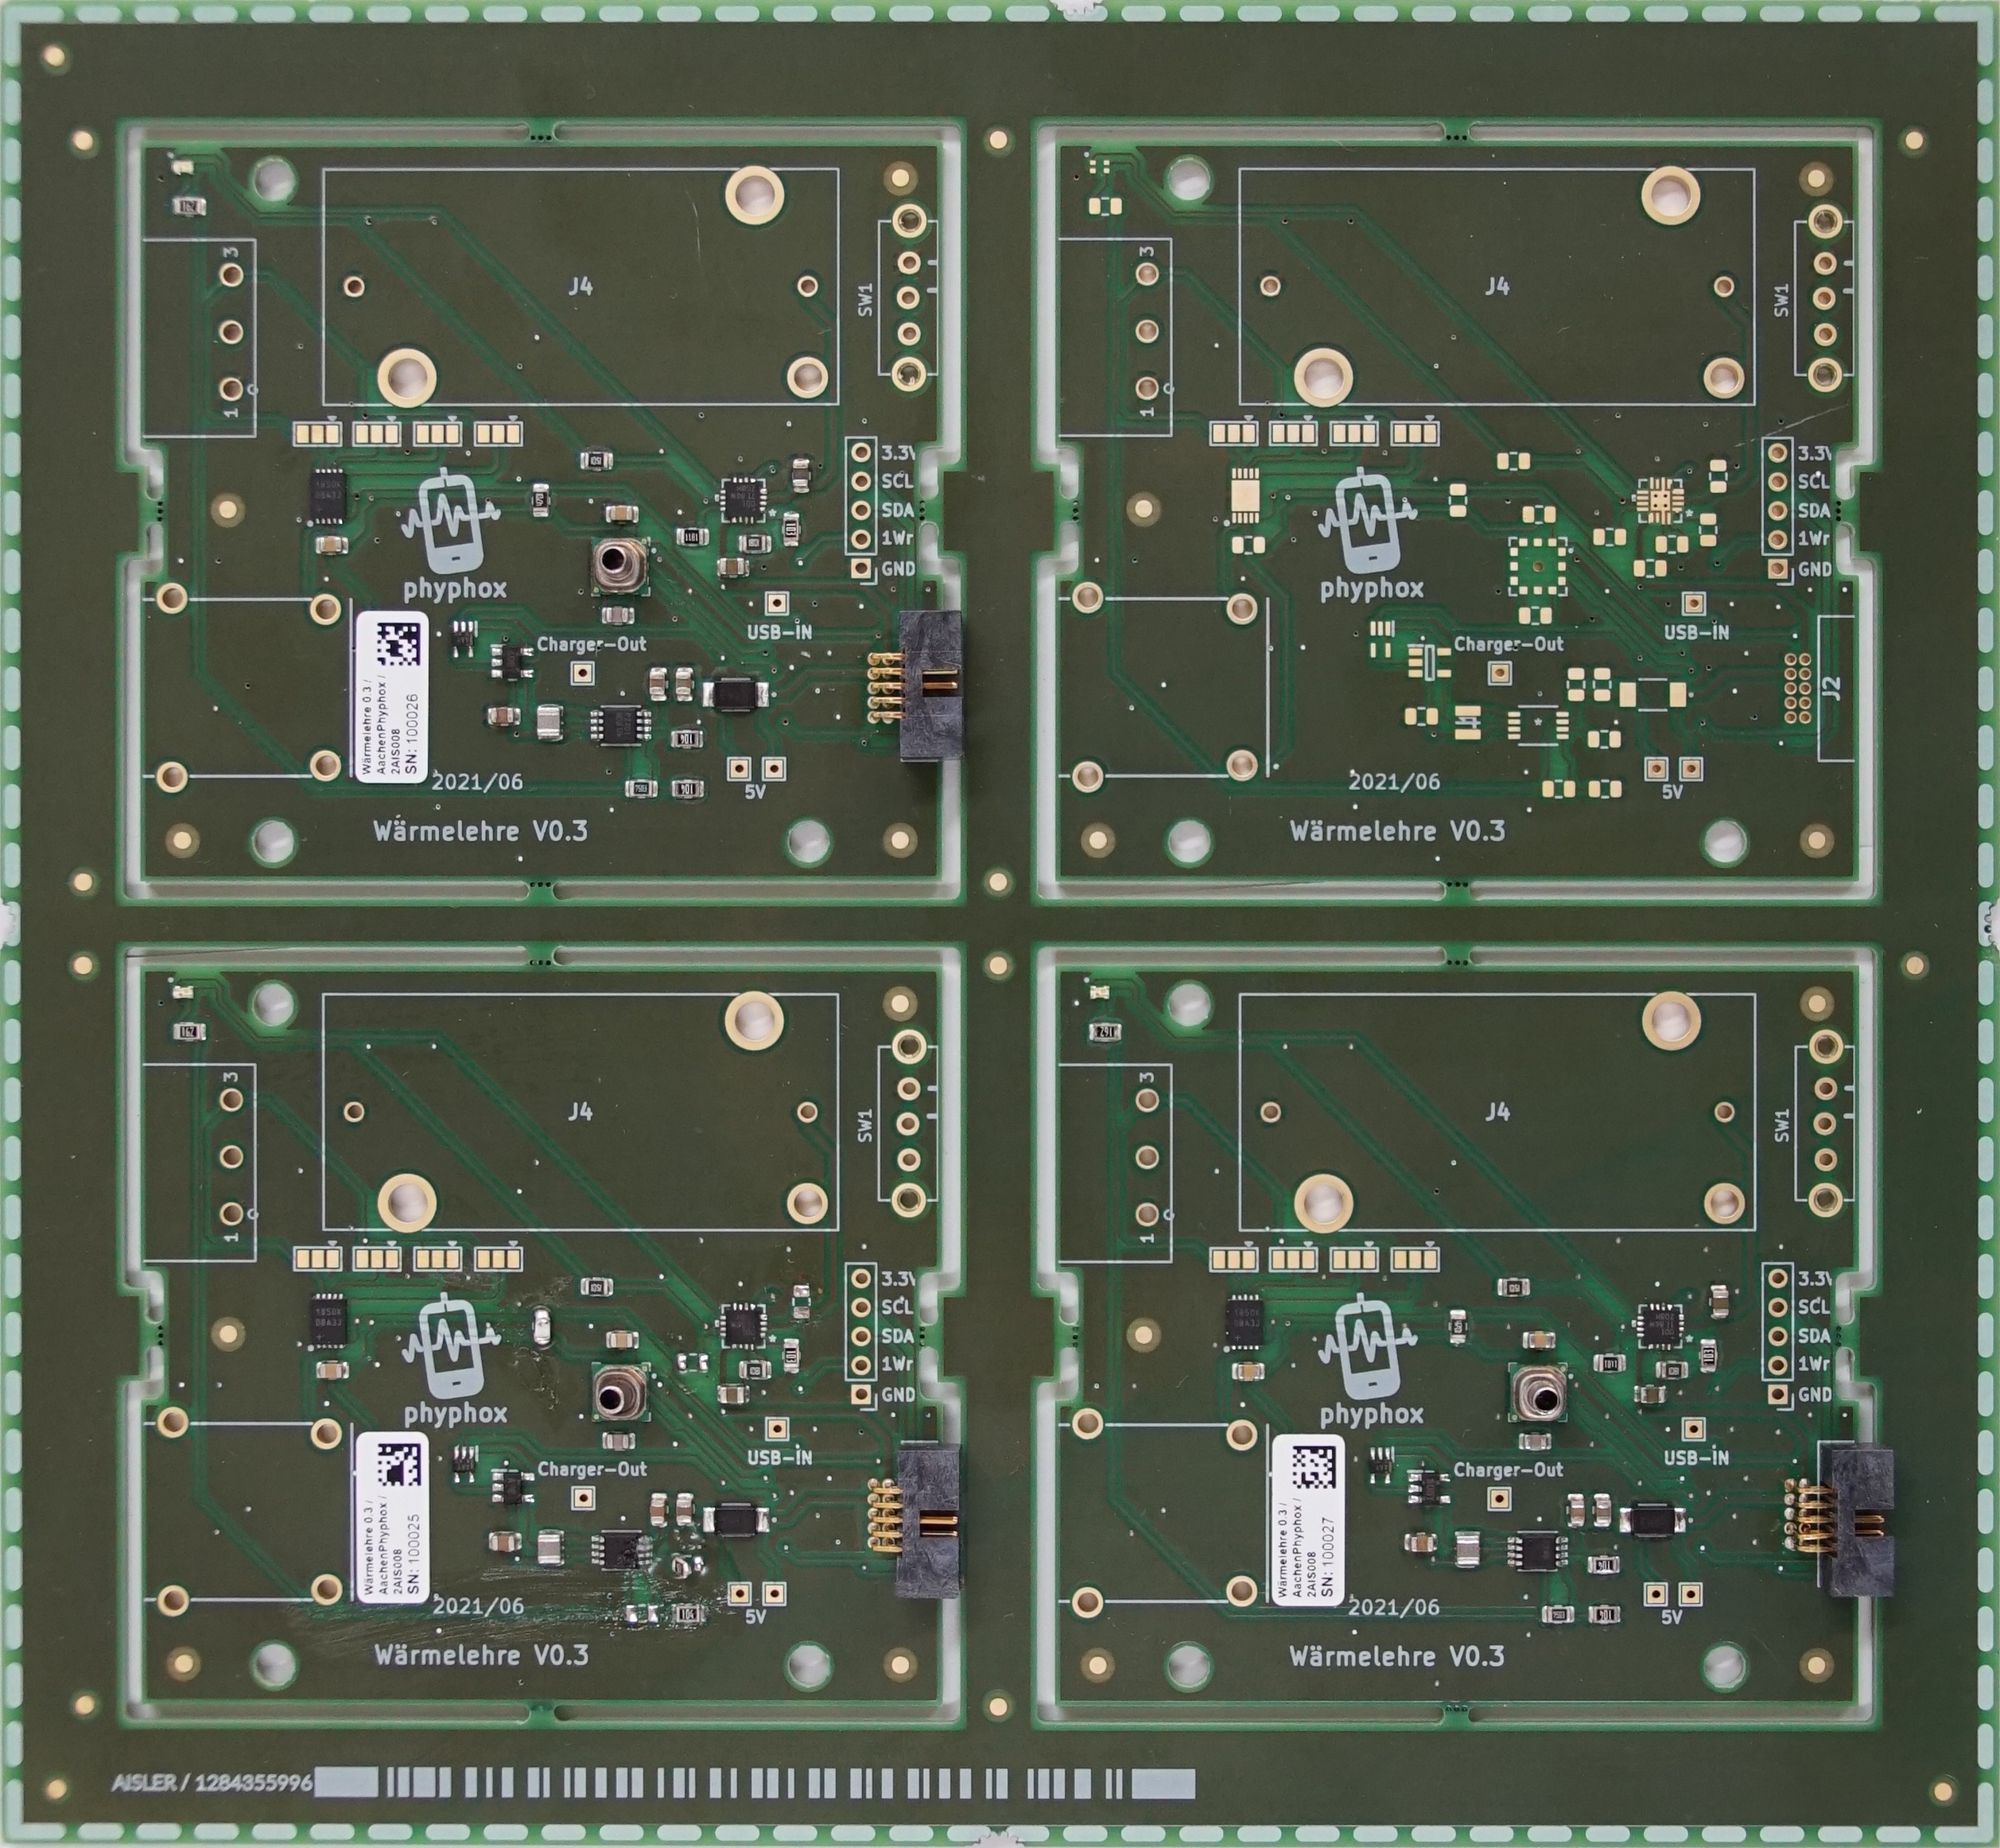 3
J4
SW1
1
3.3V
SCL
SDA
1Wr
GND
phyphox
USB-IN
Charger-Out
Wärmelehre 0.3 /
AachenPhyphox /
2AIS008
SN: 100026
104
104
5V
2021/06
Wärmelehre V0.3
3
J4
SW1
1
3.3V
SCL
SDA
1Wr
GND
phyphox
USB-IN
Charger-Out
J2
5V
2021/06
Wärmelehre V0.3
3
J4
SW1
1
3.3V
SCL
SDA
1Wr
GND
phyphox
USB-IN
Charger-Out
Wärmelehre 0.3 /
AachenPhyphox /
2AIS008
SN: 100025
104
5V
2021/06
Wärmelehre V0.3
3
J4
SW1
1
3.3V
SCL
SDA
1Wr
GND
phyphox
USB-IN
Charger-Out
Wärmelehre 0.3 /
AachenPhyphox /
2AIS008
SN: 100027
104
104
5V
2021/06
Wärmelehre V0.3
AISLER / 1284355996